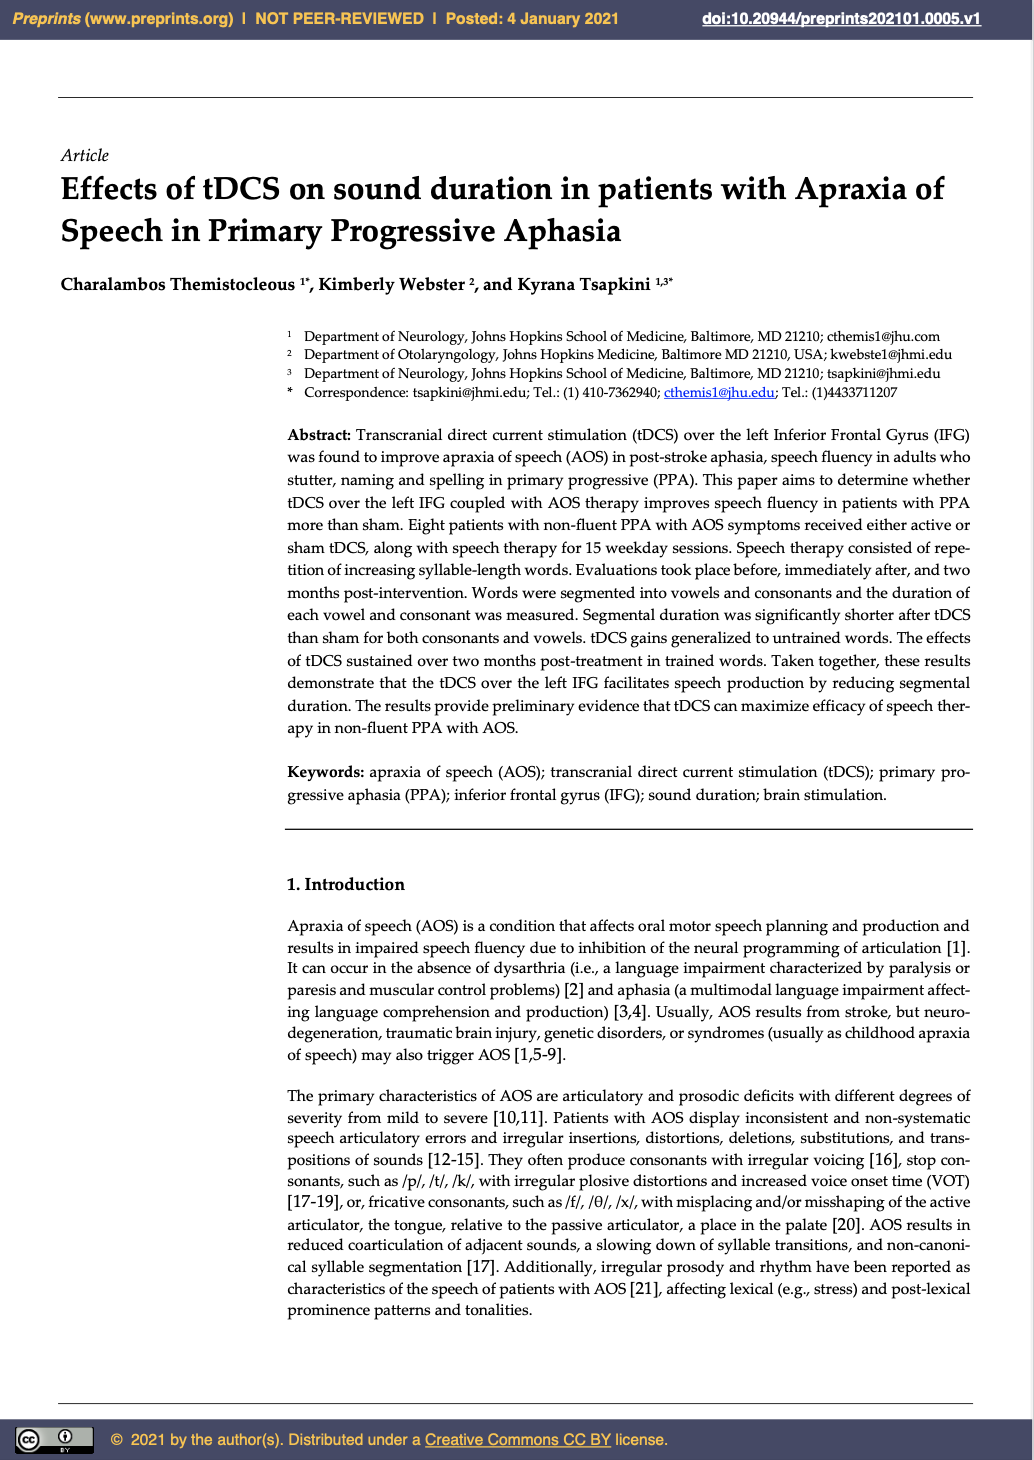 Preprints (www.preprints.org) | NOT PEER-REVIEWED | Posted: 4 January 2021 doi:10.20944/preprints202101.0005.v1
Article
Effects of tDCS on sound duration in patients with Apraxia of
Speech in Primary Progressive Aphasia
Charalambos Themistocleous 1*, Kimberly Webster 2, and Kyrana Tsapkini 1,3*
1 Department of Neurology, Johns Hopkins School of Medicine, Baltimore, MD 21210; cthemis1@jhu.com
2 Department of Otolaryngology, Johns Hopkins Medicine, Baltimore MD 21210, USA; kwebste1@jhmi.edu
3 Department of Neurology, Johns Hopkins School of Medicine, Baltimore, MD 21210; tsapkini@jhmi.edu
* Correspondence: tsapkini@jhmi.edu; Tel.: (1) 410-7362940; cthemis1@jhu.edu; Tel.: (1)4433711207
Abstract: Transcranial direct current stimulation (tDCS) over the left Inferior Frontal Gyrus (IFG)
was found to improve apraxia of speech (AOS) in post-stroke aphasia, speech fluency in adults who
stutter, naming and spelling in primary progressive (PPA). This paper aims to determine whether
tDCS over the left IFG coupled with AOS therapy improves speech fluency in patients with PPA
more than sham. Eight patients with non-fluent PPA with AOS symptoms received either active or
sham tDCS, along with speech therapy for 15 weekday sessions. Speech therapy consisted of repe-
tition of increasing syllable-length words. Evaluations took place before, immediately after, and two
months post-intervention. Words were segmented into vowels and consonants and the duration of
each vowel and consonant was measured. Segmental duration was significantly shorter after tDCS
than sham for both consonants and vowels. tDCS gains generalized to untrained words. The effects
of tDCS sustained over two months post-treatment in trained words. Taken together, these results
demonstrate that the tDCS over the left IFG facilitates speech production by reducing segmental
duration. The results provide preliminary evidence that tDCS can maximize efficacy of speech ther-
apy in non-fluent PPA with AOS.
Keywords: apraxia of speech (AOS); transcranial direct current stimulation (tDCS); primary pro-
gressive aphasia (PPA); inferior frontal gyrus (IFG); sound duration; brain stimulation.
1. Introduction
Apraxia of speech (AOS) is a condition that affects oral motor speech planning and production and
results in impaired speech fluency due to inhibition of the neural programming of articulation [1].
It can occur in the absence of dysarthria (i.e., a language impairment characterized by paralysis or
paresis and muscular control problems) [2] and aphasia (a multimodal language impairment affect-
ing language comprehension and production) [3,4]. Usually, AOS results from stroke, but neuro-
degeneration, traumatic brain injury, genetic disorders, or syndromes (usually as childhood apraxia
of speech) may also trigger AOS [1,5-9].
The primary characteristics of AOS are articulatory and prosodic deficits with different degrees of
severity from mild to severe [10,11]. Patients with AOS display inconsistent and non-systematic
speech articulatory errors and irregular insertions, distortions, deletions, substitutions, and trans-
positions of sounds [12-15]. They often produce consonants with irregular voicing [16], stop con-
sonants, such as /p/, /t/, /k/, with irregular plosive distortions and increased voice onset time (VOT)
[17-19], or, fricative consonants, such as /f/, /θ/, /x/, with misplacing and/or misshaping of the active
articulator, the tongue, relative to the passive articulator, a place in the palate [20]. AOS results in
reduced coarticulation of adjacent sounds, a slowing down of syllable transitions, and non-canoni-
cal syllable segmentation [17]. Additionally, irregular prosody and rhythm have been reported as
characteristics of the speech of patients with AOS [21], affecting lexical (e.g., stress) and post-lexical
prominence patterns and tonalities.
cc BY © 2021 by the author(s). Distributed under a Creative Commons CC BY license.